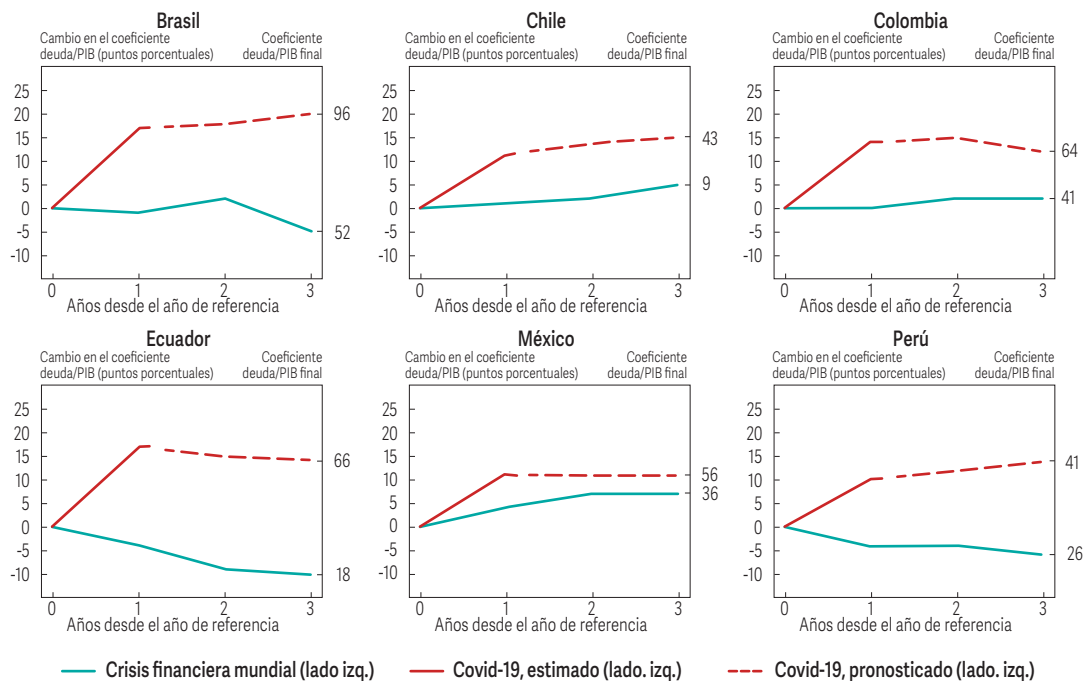 Brasil
Cambio en el coeficiente
deuda/PIB (puntos porcentuales)
Coeficiente
deuda/PIB final
25
20
15
10
5
0
-5
-10
96
52
0 1 2 3
Años desde el año de referencia
Chile
Cambio en el coeficiente
deuda/PIB (puntos porcentuales)
Coeficiente
deuda/PIB final
25
20
15
10
5
0
-5
-10
43
9
0 1 2 3
Años desde el año de referencia
Colombia
Cambio en el coeficiente
deuda/PIB (puntos porcentuales)
Coeficiente
deuda/PIB final
25
20
15
10
5
0
-5
-10
64
41
0 1 2 3
Años desde el año de referencia
Ecuador
Cambio en el coeficiente
deuda/PIB (puntos porcentuales)
Coeficiente
deuda/PIB final
25
20
15
10
5
0
-5
-10
66
18
0 1 2 3
Años desde el año de referencia
México
Cambio en el coeficiente
deuda/PIB (puntos porcentuales)
Coeficiente
deuda/PIB final
25
20
15
10
5
0
-5
-10
56
36
0 1 2 3
Años desde el año de referencia
Perú
Cambio en el coeficiente
deuda/PIB (puntos porcentuales)
Coeficiente
deuda/PIB final
25
20
15
10
5
0
-5
-10
41
26
0 1 2 3
Años desde el año de referencia
Crisis financiera mundial (lado izq.)
Covid-19, estimado (lado. izq.)
Covid-19, pronosticado (lado. izq.)